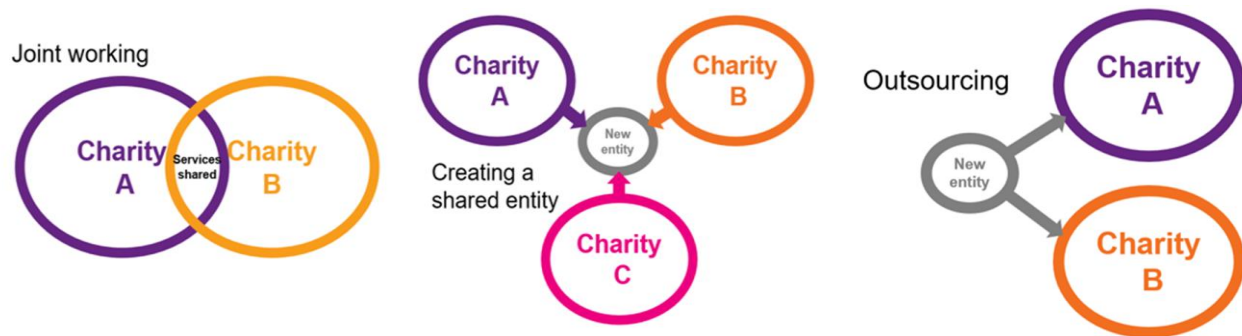 Joint working
Charity
A
Services
shared
Charity
B
Charity
A
Charity
B
New
entity
Creating a
shared entity
Charity
C
Outsourcing
Charity
A
New
entity
Charity
B